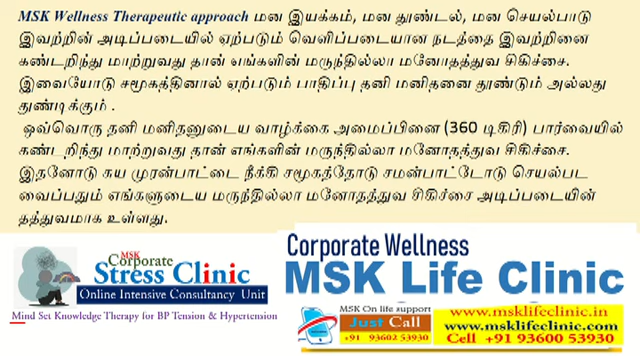 MSK Wellness Therapeutic approach மன இயக்கம், மன தூண்டல், மன செயல்பாடு
இவற்றின் அடிப்படையில் ஏற்படும் வெளிப்படையான நடத்தை இவற்றினை
கண்டறிந்து மாற்றுவது தான் எங்களின் மருந்தில்லா மனோதத்துவ சிகிச்சை.
இவையோடு சமூகத்தினால் ஏற்படும் பாதிப்பு தனி மனிதனை தூண்டும் அல்லது
துண்டிக்கும் .
ஒவ்வொரு தனி மனிதனுடைய வாழ்க்கை அமைப்பினை (360 டிகிரி) பார்வையில்
கண்டறிந்து மாற்றுவது தான் எங்களின் மருந்தில்லா மனோதத்துவ சிகிச்சை.
இதனோடு சுய முரன்பாட்டை நீக்கி சமூகத்தோடு சமன்பாட்டோடு செயல்பட
வைப்பதும் எங்களுடைய மருந்தில்லா மனோதத்துவ சிகிச்சை அடிப்படையின்
தத்துவமாக உள்ளது.
MSK
Corporate
Stress Clinic
Online Intensive Consultancy Unit
Mind Set Knowledge Therapy for BP Tension & Hypertension
Corporate Wellness
MSK Life Clinic
MSK On life support
Just Call
+91 9360253930
www.msklifeclinic.in
www.msklifeclinic.com
Cell +91 93600 53930